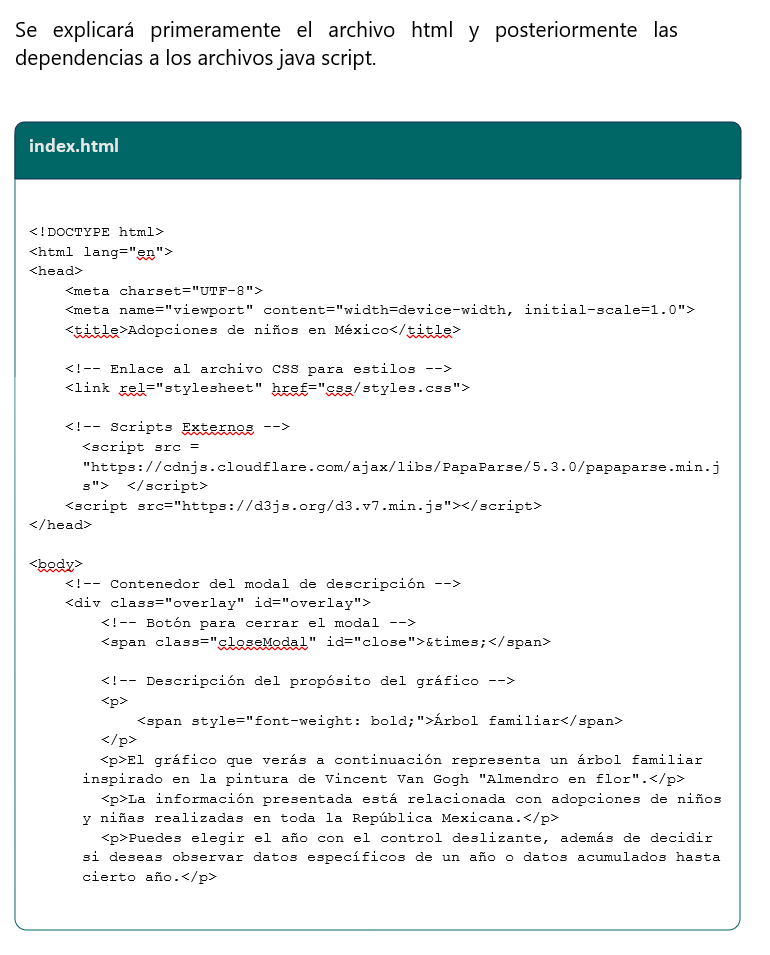 Se explicará primeramente el archivo html y posteriormente las
dependencias a los archivos java script.
index.html
<!DOCTYPE html>
<html lang="en">
<head>
<meta charset="UTF-8">
<meta name="viewport" content="width=device-width, initial-scale=1.0">
<title>Adopciones de niños en México</title>
<!-- Enlace al archivo CSS para estilos -->
<link rel="stylesheet" href="css/styles.css">
<!-- Scripts Externos -->
<script src =
"https://cdnjs.cloudflare.com/ajax/libs/PapaParse/5.3.0/papaparse.min.j
s">  </script>
<script src="https://d3js.org/d3.v7.min.js"></script>
</head>
<body>
<!-- Contenedor del modal de descripción -->
<div class="overlay" id="overlay">
<!-- Botón para cerrar el modal -->
<span class="closeModal" id="close">&times;</span>
<!-- Descripción del propósito del gráfico -->
<p>
<span style="font-weight: bold;">Árbol familiar</span>
</p>
<p>El gráfico que verás a continuación representa un árbol familiar
inspirado en la pintura de Vincent Van Gogh "Almendro en flor".</p>
<p>La información presentada está relacionada con adopciones de niños
y niñas realizadas en toda la República Mexicana.</p>
<p>Puedes elegir el año con el control deslizante, además de decidir
si deseas observar datos específicos de un año o datos acumulados hasta
cierto año.</p>